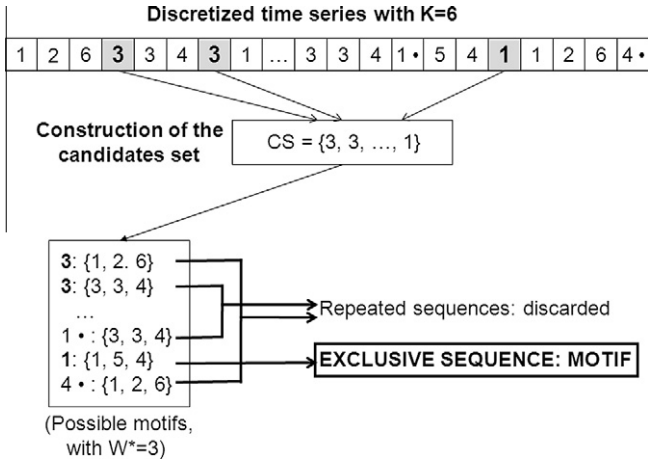 Discretized time series with K=6
1 2 6 3 3 4 3 1 ... 3 3 4 1• 5 4 1 1 2 6 4•
Construction of the
candidates set
CS = {3, 3, ..., 1}
3: {1, 2. 6}
3: {3, 3, 4}
...
1 • : {3, 3, 4}
1: {1, 5, 4}
4 • : {1, 2, 6}
Repeated sequences: discarded
EXCLUSIVE SEQUENCE: MOTIF
(Possible motifs,
with W*=3)